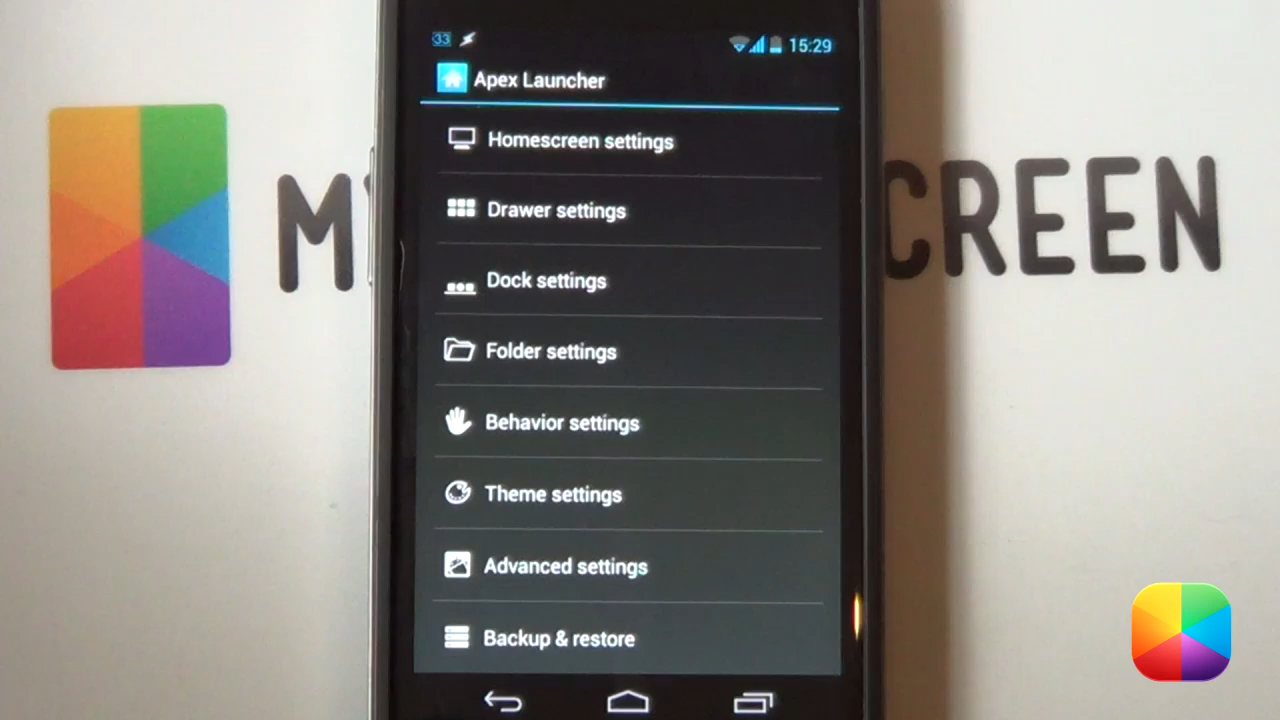 33 15:29
Apex Launcher
Homescreen settings
MY CREEN
Drawer settings
Dock settings
Folder settings
Behavior settings
Theme settings
Advanced settings
Backup & restore